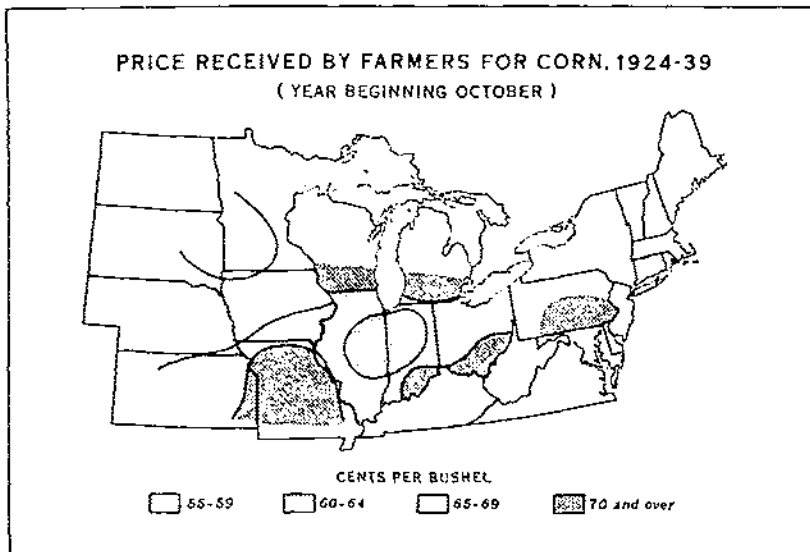 PRICE RECEIVED BY FARMERS FOR CORN, 1924-39
( YEAR BEGINNING OCTOBER )
CENTS PER BUSHEL
55-59 60-64 65-69 70 and over